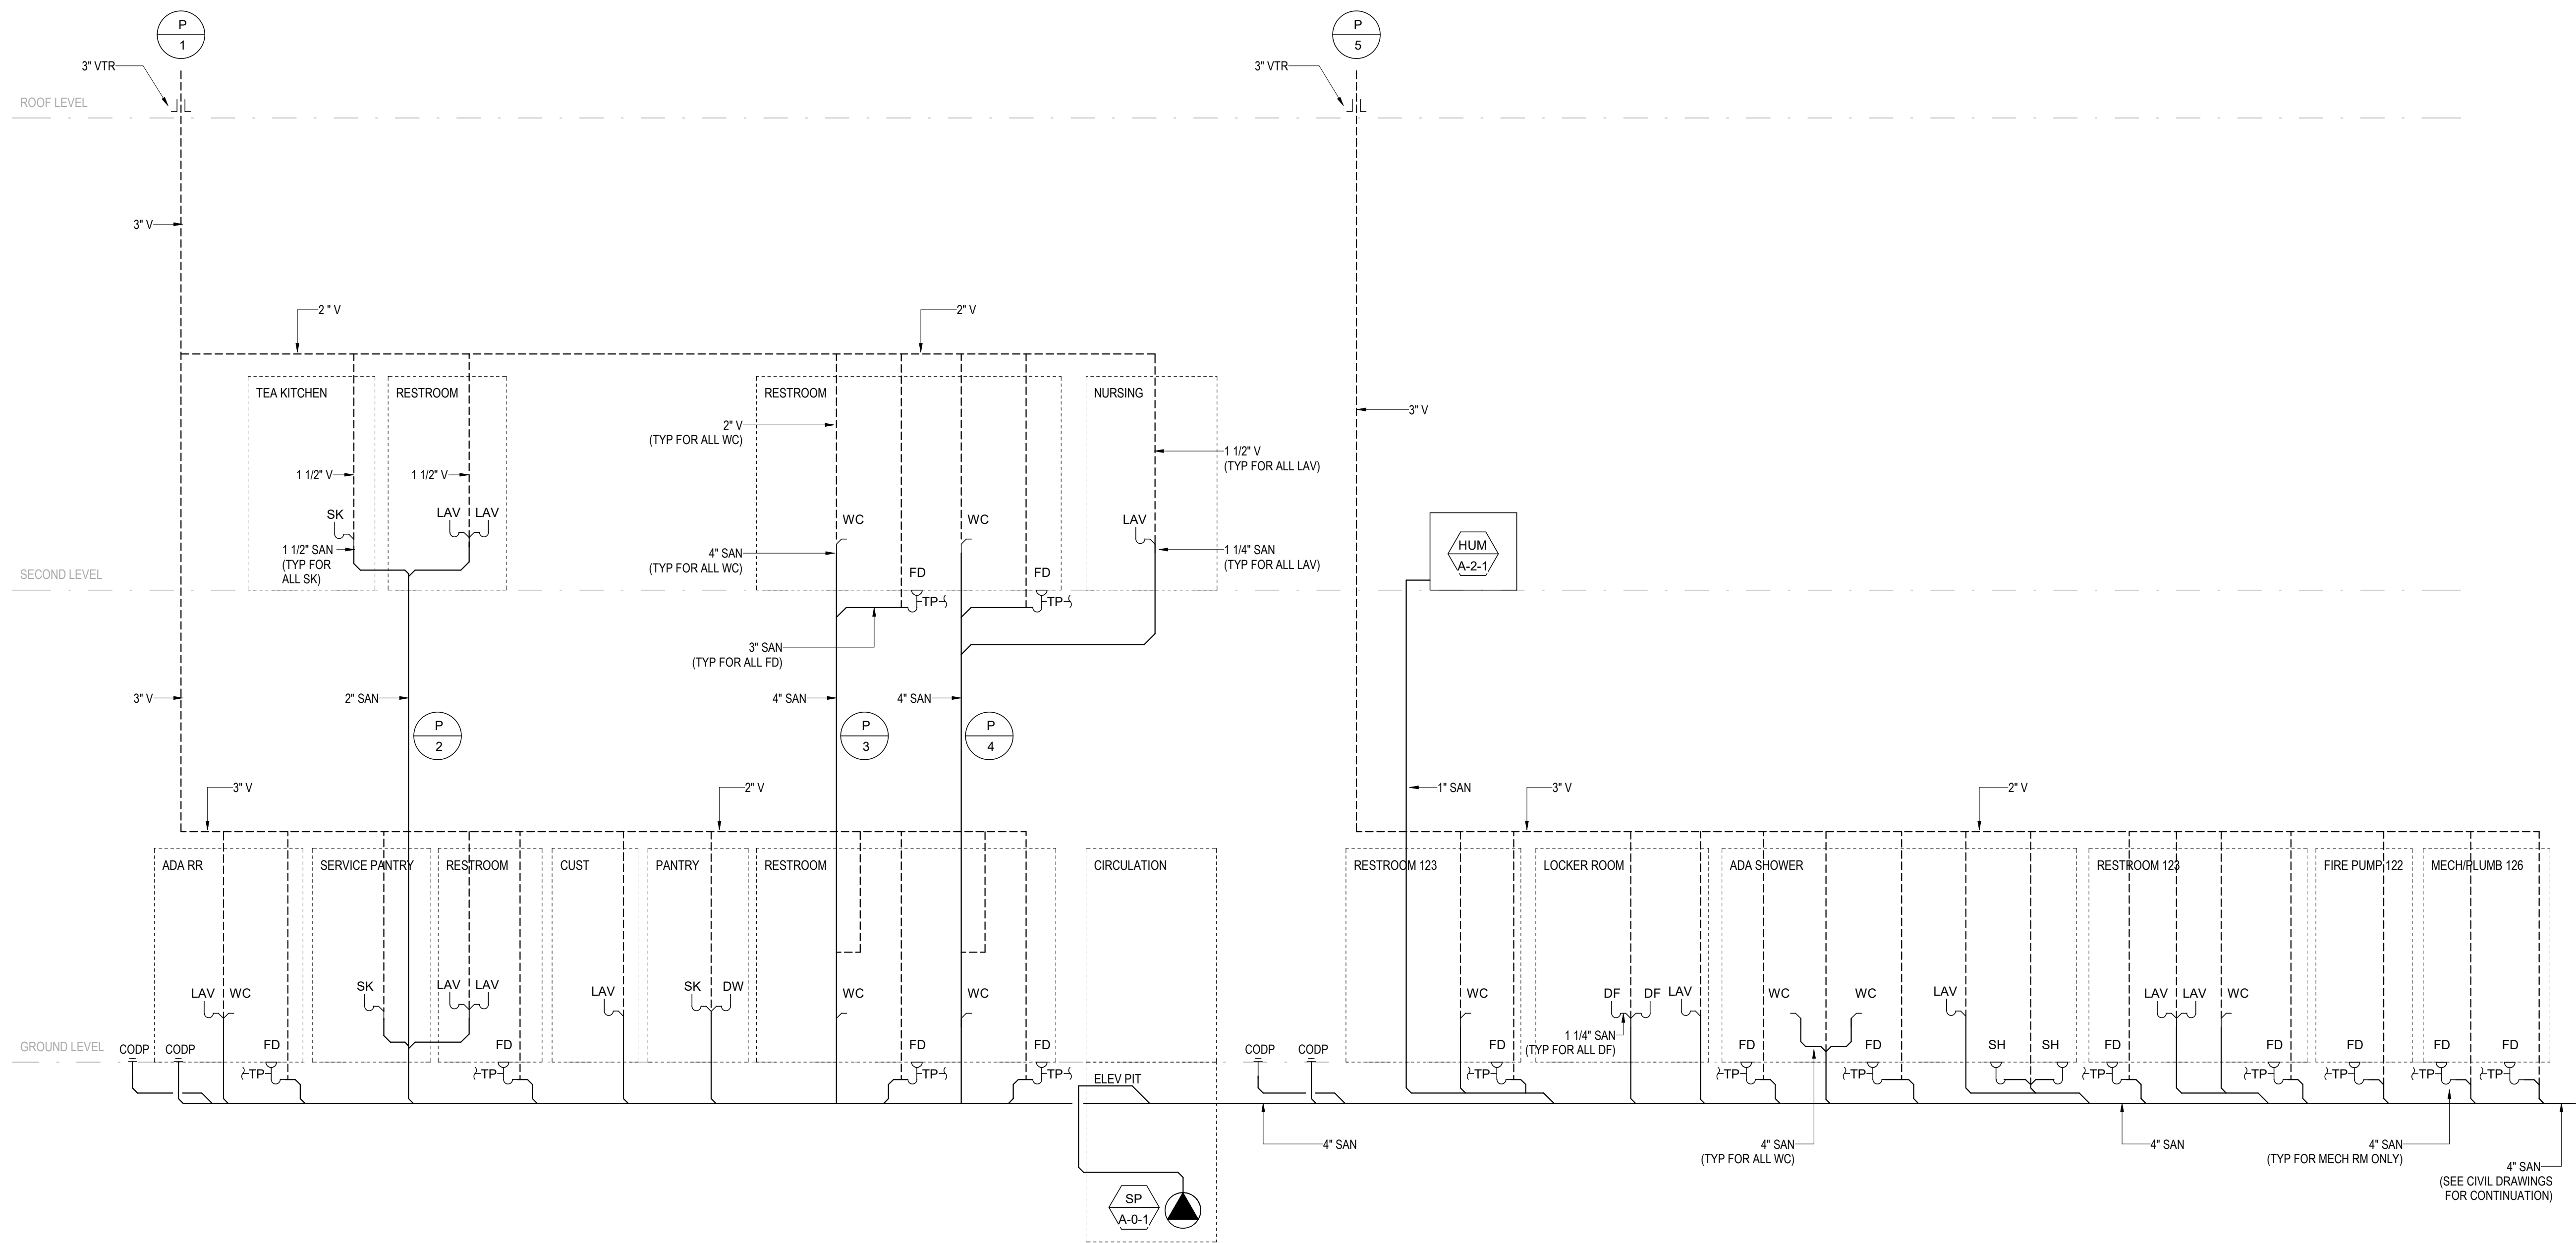 P
1
P
5
3" VTR
3" VTR
ROOF LEVEL
3" V
2 " V
2" V
TEA KITCHEN
RESTROOM
RESTROOM
NURSING
3" V
2" V
(TYP FOR ALL WC)
1 1/2" V
(TYP FOR ALL LAV)
1 1/2" V
1 1/2" V
SK
LAV
LAV
WC
WC
LAV
1 1/2" SAN
(TYP FOR
ALL SK)
4" SAN
(TYP FOR ALL WC)
1 1/4" SAN
(TYP FOR ALL LAV)
HUM
A-2-1
SECOND LEVEL
FD
FD
TP
TP
3" SAN
(TYP FOR ALL FD)
3" V
2" SAN
4" SAN
4" SAN
P
2
P
3
P
4
3" V
2" V
1" SAN
3" V
2" V
ADA RR
SERVICE PANTRY
RESTROOM
CUST
PANTRY
RESTROOM
CIRCULATION
RESTROOM 123
LOCKER ROOM
ADA SHOWER
RESTROOM 123
FIRE PUMP 122
MECH/PLUMB 126
LAV
WC
SK
LAV
LAV
LAV
SK
DW
WC
WC
WC
DF
DF
LAV
WC
WC
LAV
LAV
LAV
WC
1 1/4" SAN
(TYP FOR ALL DF)
GROUND LEVEL
CODP
CODP
FD
FD
FD
FD
CODP
CODP
FD
FD
FD
SH
SH
FD
FD
FD
FD
FD
TP
TP
TP
TP
ELEV PIT
TP
TP
TP
TP
TP
TP
TP
TP
4" SAN
4" SAN
(TYP FOR ALL WC)
4" SAN
4" SAN
(TYP FOR MECH RM ONLY)
4" SAN
(SEE CIVIL DRAWINGS
FOR CONTINUATION)
SP
A-0-1